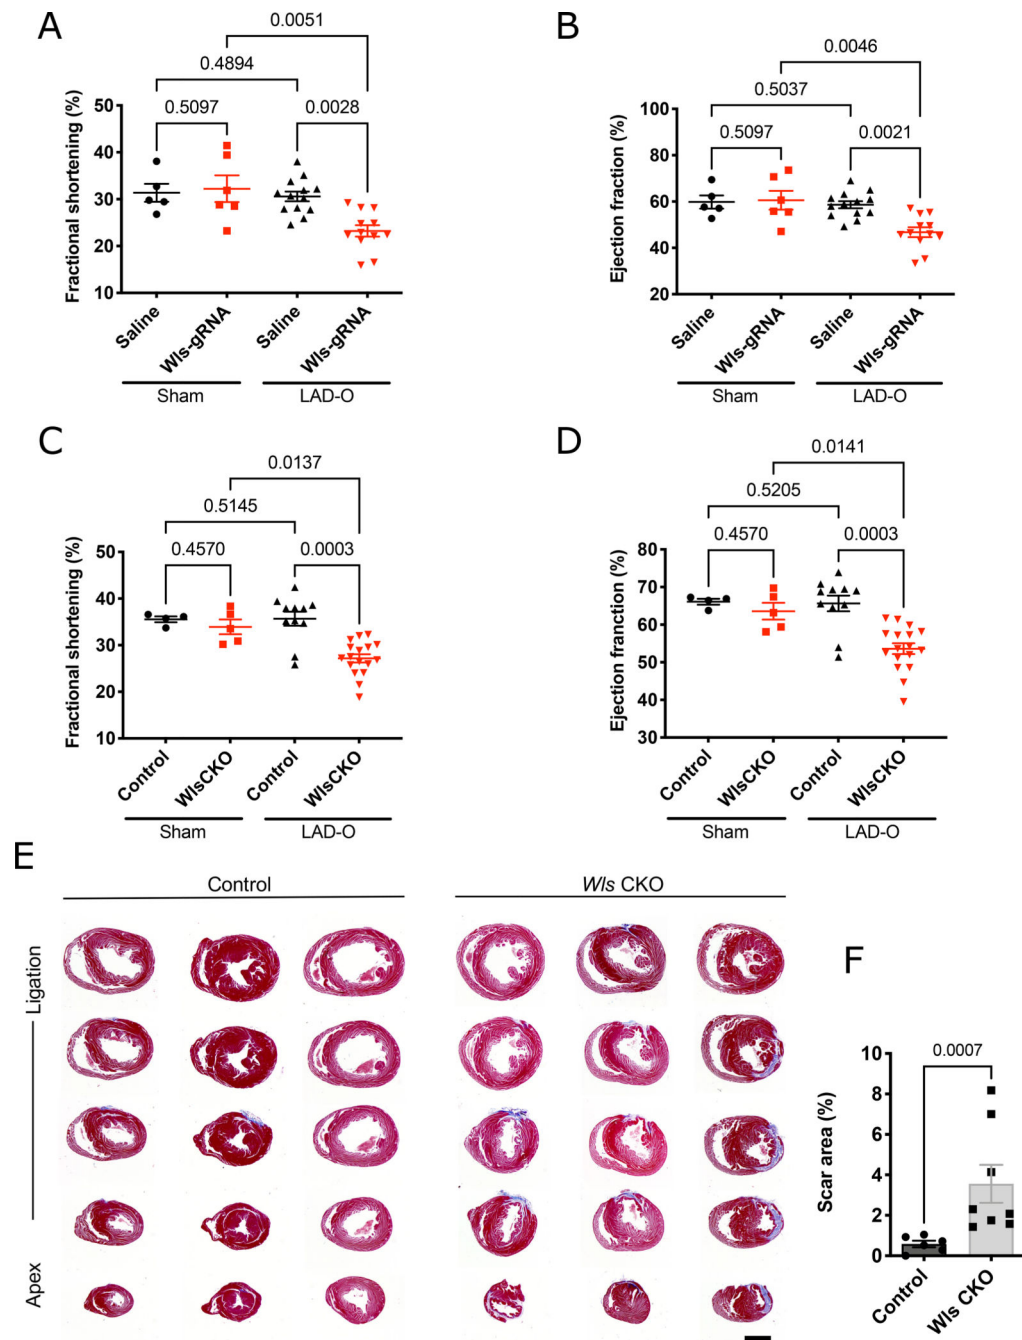 A
0.0051
0.4894
0.5097
0.0028
Fractional shortening (%)
50
40
30
20
10
Saline
Wls-gRNA
Saline
Wls-gRNA
Sham
LAD-O
B
0.0046
0.5037
0.5097
0.0021
Ejection fraction (%)
100
80
60
40
20
Saline
Wls-gRNA
Saline
Wls-gRNA
Sham
LAD-O
C
0.0137
0.5145
0.4570
0.0003
Fractional shortening (%)
50
40
30
20
10
Control
WlsCKO
Control
WlsCKO
Sham
LAD-O
D
0.0141
0.5205
0.4570
0.0003
Ejection franction (%)
80
70
60
50
40
30
Control
WlsCKO
Control
WlsCKO
Sham
LAD-O
E
Control
Wls CKO
Ligation
Apex
F
0.0007
Scar area (%)
10
8
6
4
2
0
Control
Wls CKO